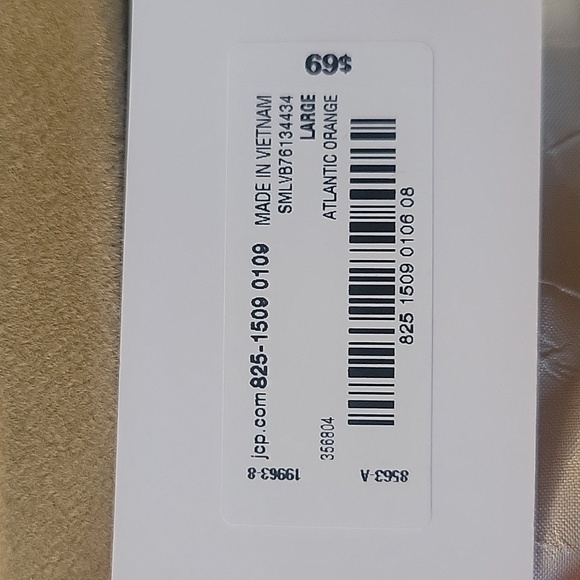 $69
jcp.com 825-1509 0109
MADE IN VIETNAM
SMLVB76134434
LARGE
356804
ATLANTIC ORANGE
825 1509 0106 08
19963-8
8563-A